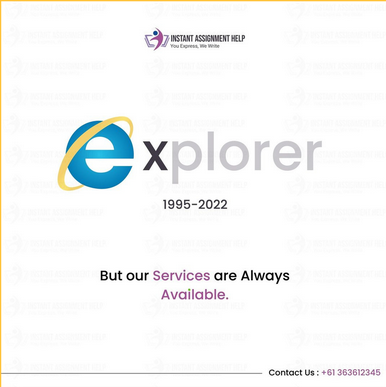 INSTANT ASSIGNMENT HELP
You Express, We Write
explorer
1995-2022
But our Services are Always
Available.
Contact Us : +61 363612345